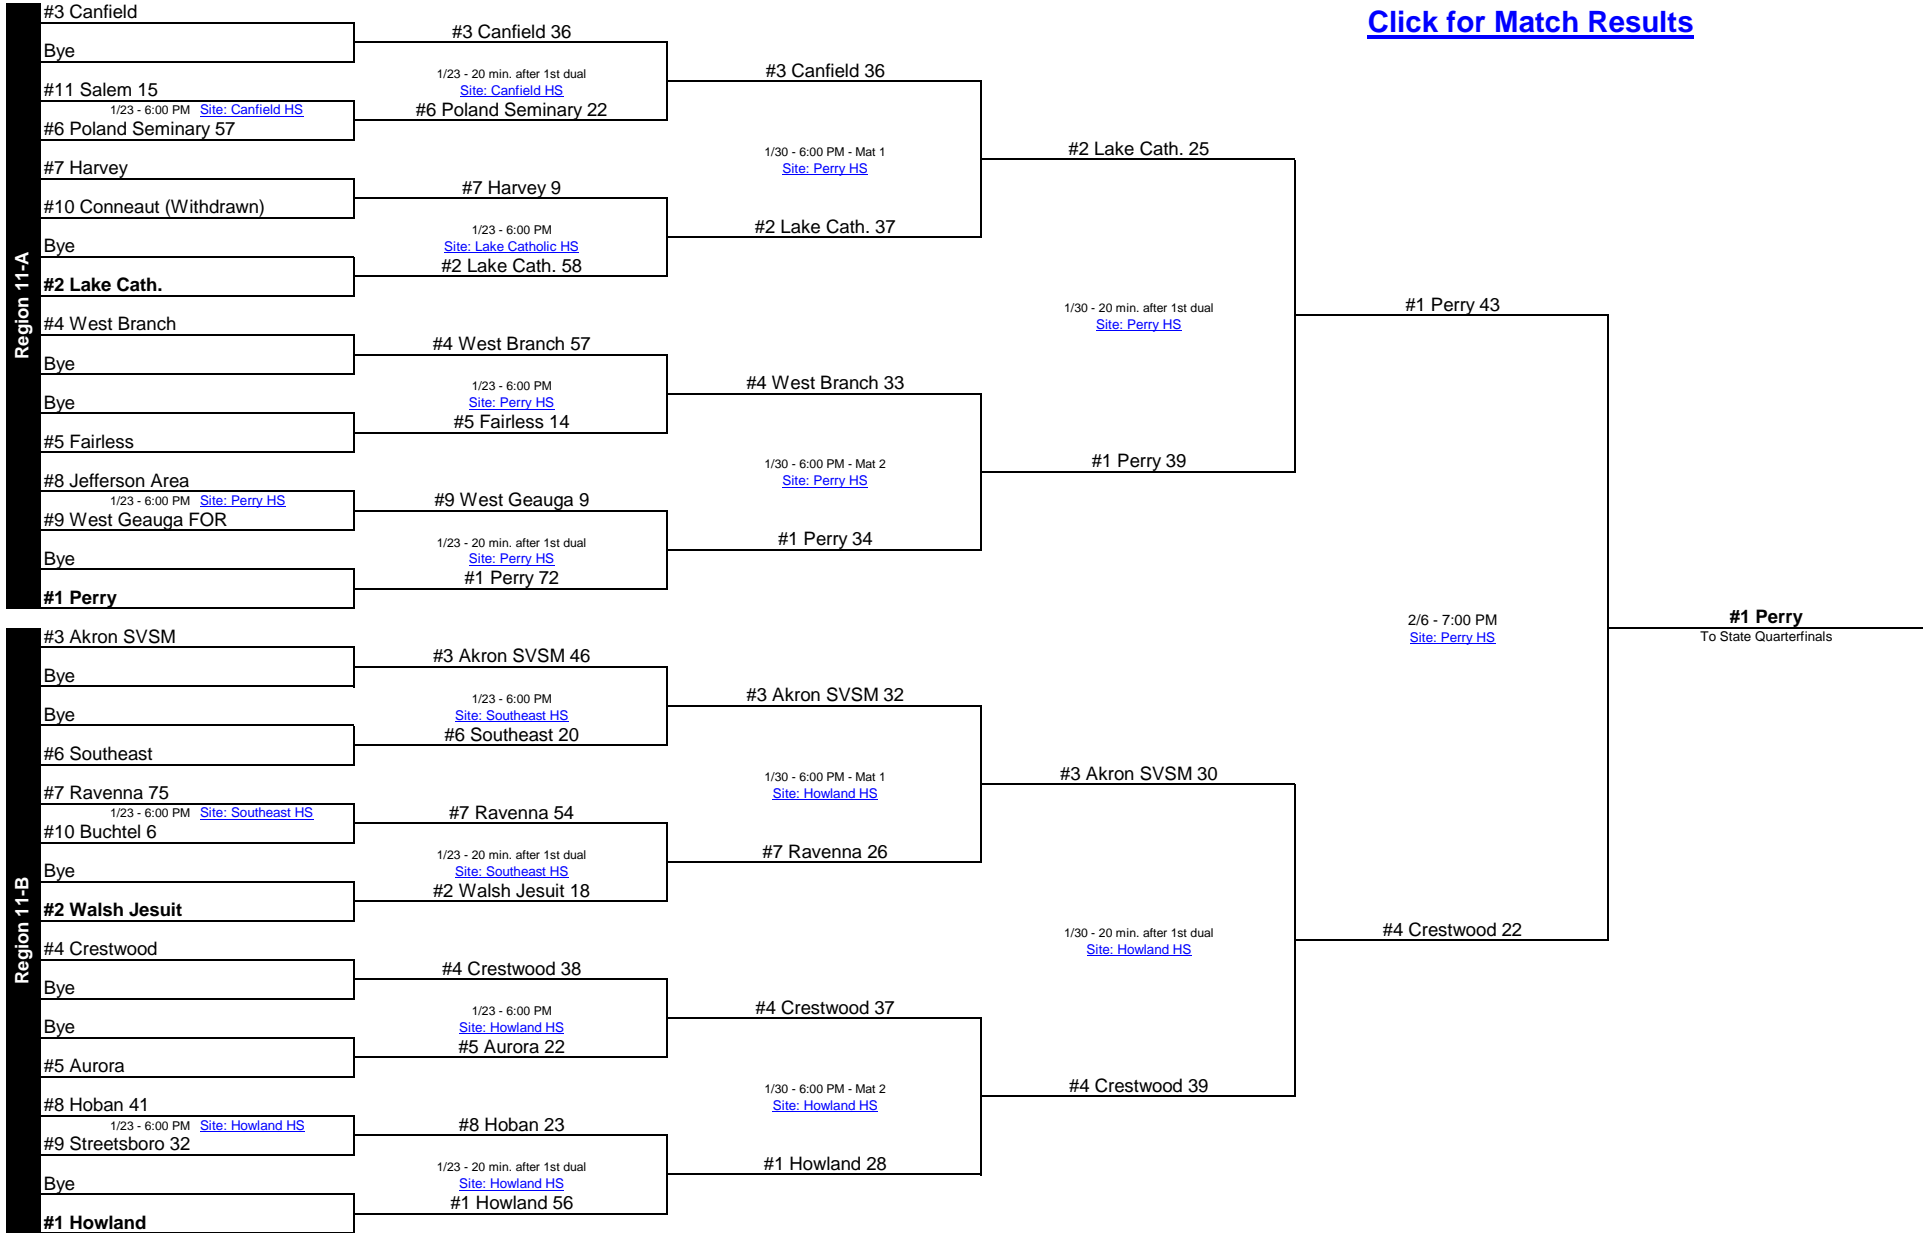 Click for Match Results
Region 11-A
#3 Canfield
Bye
#11 Salem 15
1/23 - 6:00 PM Site: Canfield HS
#6 Poland Seminary 57
#7 Harvey
#10 Conneaut (Withdrawn)
Bye
#2 Lake Cath.
#4 West Branch
Bye
Bye
#5 Fairless
#8 Jefferson Area
1/23 - 6:00 PM Site: Perry HS
#9 West Geauga FOR
Bye
#1 Perry
#3 Canfield 36
1/23 - 20 min. after 1st dual
Site: Canfield HS
#6 Poland Seminary 22
#7 Harvey 9
1/23 - 6:00 PM
Site: Lake Catholic HS
#2 Lake Cath. 58
#4 West Branch 57
1/23 - 6:00 PM
Site: Perry HS
#5 Fairless 14
#9 West Geauga 9
1/23 - 20 min. after 1st dual
Site: Perry HS
#1 Perry 72
#3 Canfield 36
1/30 - 6:00 PM - Mat 1
Site: Perry HS
#2 Lake Cath. 37
#4 West Branch 33
1/30 - 6:00 PM - Mat 2
Site: Perry HS
#1 Perry 34
#2 Lake Cath. 25
1/30 - 20 min. after 1st dual
Site: Perry HS
#1 Perry 39
#1 Perry 43
Region 11-B
#3 Akron SVSM
Bye
Bye
#6 Southeast
#7 Ravenna 75
1/23 - 6:00 PM Site: Southeast HS
#10 Buchtel 6
Bye
#2 Walsh Jesuit
#4 Crestwood
Bye
Bye
#5 Aurora
#8 Hoban 41
1/23 - 6:00 PM Site: Howland HS
#9 Streetsboro 32
Bye
#1 Howland
#3 Akron SVSM 46
1/23 - 6:00 PM
Site: Southeast HS
#6 Southeast 20
#7 Ravenna 54
1/23 - 20 min. after 1st dual
Site: Southeast HS
#2 Walsh Jesuit 18
#4 Crestwood 38
1/23 - 6:00 PM
Site: Howland HS
#5 Aurora 22
#8 Hoban 23
1/23 - 20 min. after 1st dual
Site: Howland HS
#1 Howland 56
#3 Akron SVSM 32
1/30 - 6:00 PM - Mat 1
Site: Howland HS
#7 Ravenna 26
#4 Crestwood 37
1/30 - 6:00 PM - Mat 2
Site: Howland HS
#1 Howland 28
#3 Akron SVSM 30
1/30 - 20 min. after 1st dual
Site: Howland HS
#4 Crestwood 39
#4 Crestwood 22
2/6 - 7:00 PM
Site: Perry HS
#1 Perry
To State Quarterfinals